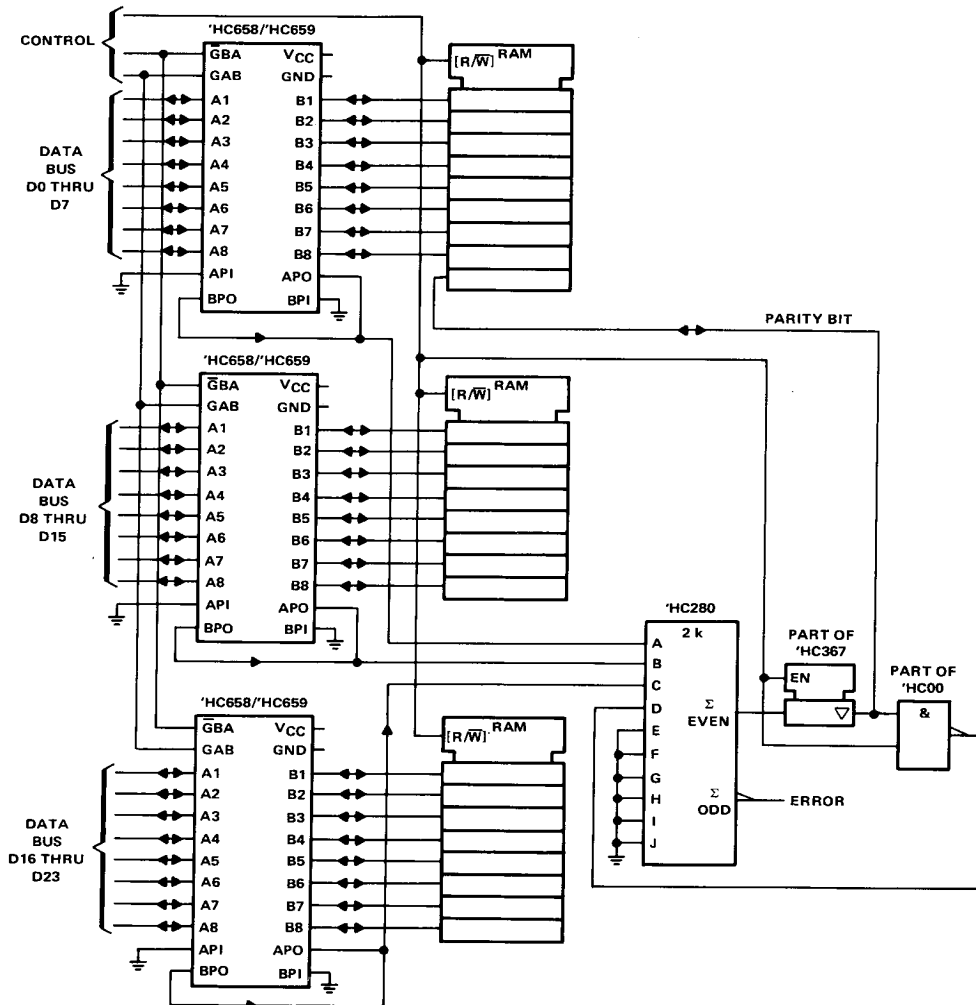 CONTROL
'HC658/'HC659
G̅BA
GAB
A1
A2
A3
A4
A5
A6
A7
A8
API
BPO
VCC
GND
B1
B2
B3
B4
B5
B6
B7
B8
APO
BPI
DATA
BUS
D0 THRU
D7
[R/W̅] RAM
PARITY BIT
'HC658/'HC659
G̅BA
GAB
A1
A2
A3
A4
A5
A6
A7
A8
API
BPO
VCC
GND
B1
B2
B3
B4
B5
B6
B7
B8
APO
BPI
DATA
BUS
D8 THRU
D15
[R/W̅] RAM
'HC658/'HC659
G̅BA
GAB
A1
A2
A3
A4
A5
A6
A7
A8
API
BPO
VCC
GND
B1
B2
B3
B4
B5
B6
B7
B8
APO
BPI
DATA
BUS
D16 THRU
D23
[R/W̅] RAM
'HC280
2 k
A
B
C
D
E
F
G
H
I
J
Σ
EVEN
Σ
ODD
ERROR
PART OF
'HC367
EN
PART OF
'HC00
&